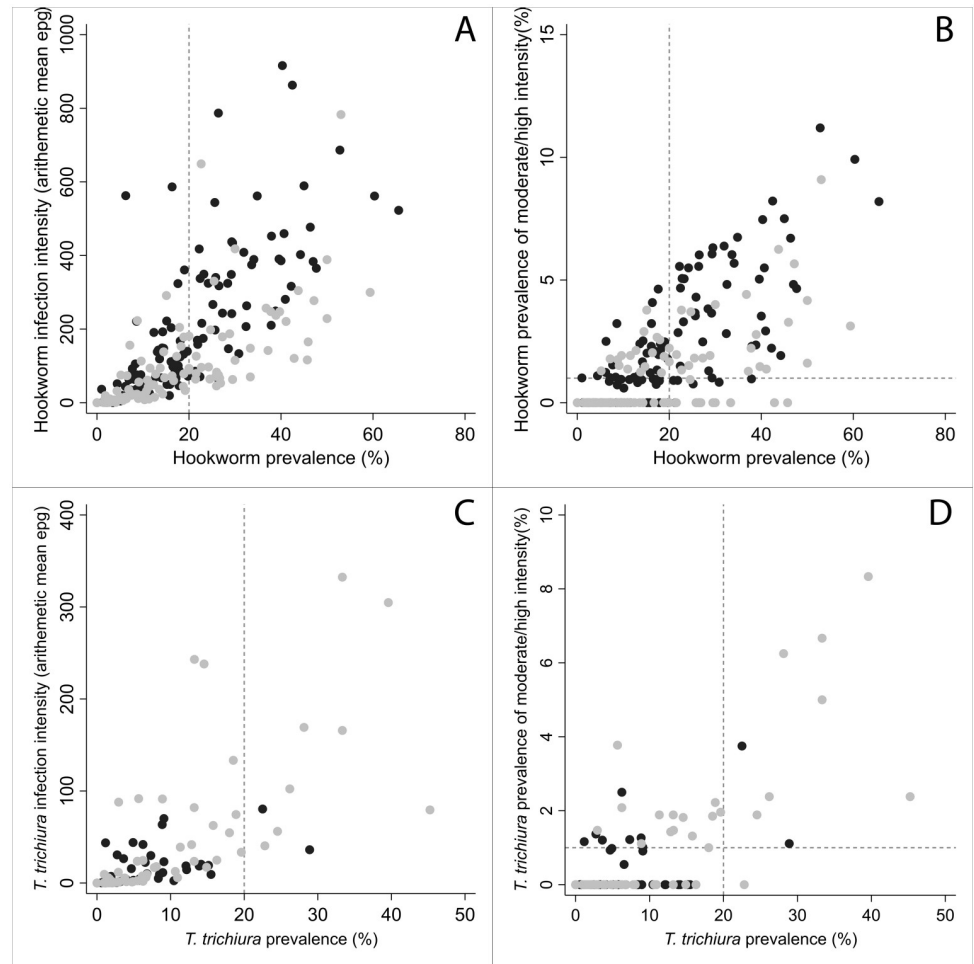 A
Hookworm infection intensity (arithemetic mean epg)
1000
800
600
400
200
0
0 20 40 60 80
Hookworm prevalence (%)
B
Hookworm prevalence of moderate/high intensity(%)
15
10
5
0
0 20 40 60 80
Hookworm prevalence (%)
C
T. trichiura infection intensity (arithemetic mean epg)
400
300
200
100
0
0 10 20 30 40 50
T. trichiura prevalence (%)
D
T. trichiura prevalence of moderate/high intensity(%)
10
8
6
4
2
0
0 10 20 30 40 50
T. trichiura prevalence (%)